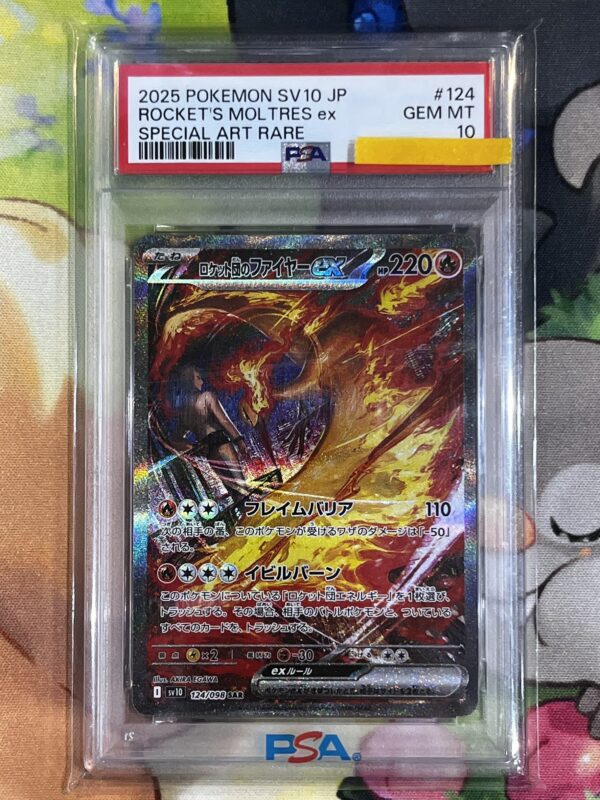 2025 POKEMON SV10 JP #124
ROCKET'S MOLTRES ex GEM MT
SPECIAL ART RARE 10
PSA
たね
ロケット団のファイヤーex HP 220
フレイムバリア 110
次の相手の番、このポケモンが受けるワザのダメージは「-50」
される。
イビルバーン
このポケモンについている「ロケット団エネルギー」を1枚選び、
トラッシュする。その場合、相手のバトルポケモンと、ついている
すべてのカードを、トラッシュする。
弱点 ×2 抵抗力 -30 にげる
exルール
Illus. AKIRA EGAWA
I sv10 124/098 SAR
PSA